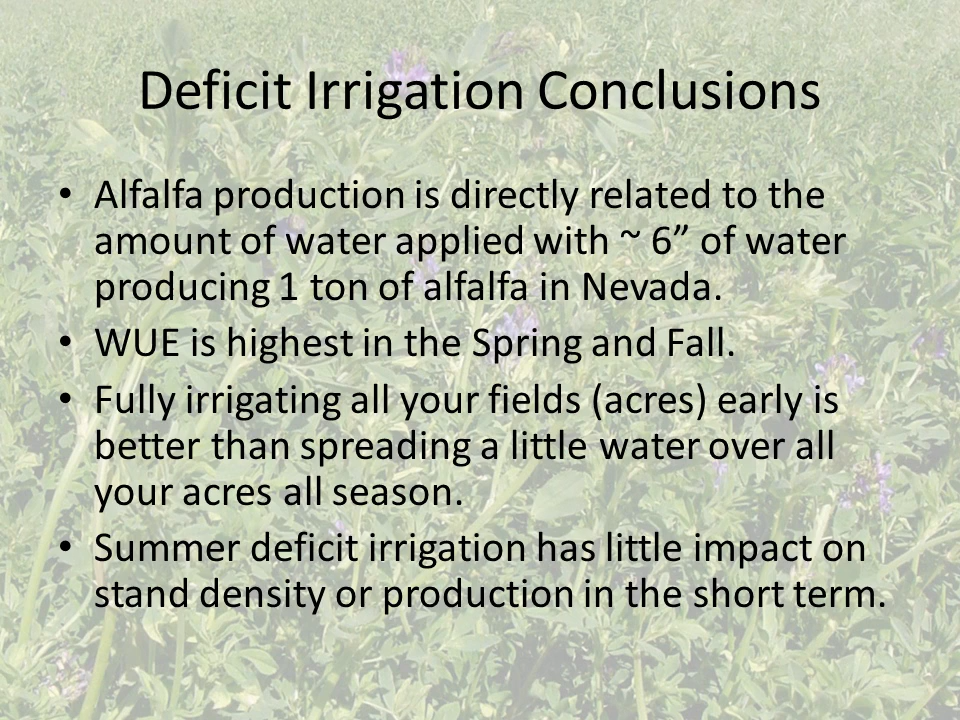 Deficit Irrigation Conclusions
• Alfalfa production is directly related to the
amount of water applied with ~ 6” of water
producing 1 ton of alfalfa in Nevada.
• WUE is highest in the Spring and Fall.
• Fully irrigating all your fields (acres) early is
better than spreading a little water over all
your acres all season.
• Summer deficit irrigation has little impact on
stand density or production in the short term.